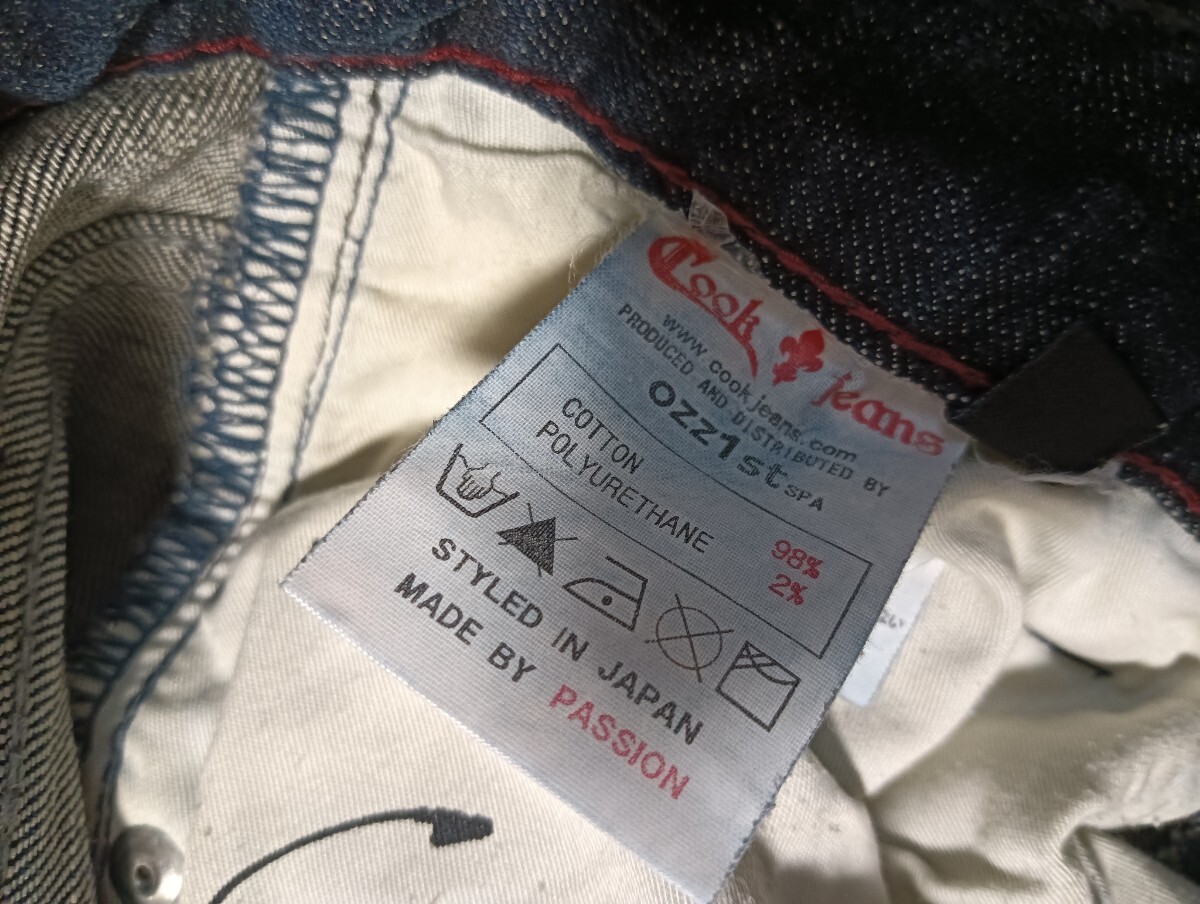 Cook jeans
www.cookjeans.com
PRODUCED AND DISTRIBUTED BY
OZZ1st SPA
COTTON 98%
POLYURETHANE 2%
STYLED IN JAPAN
MADE BY PASSION